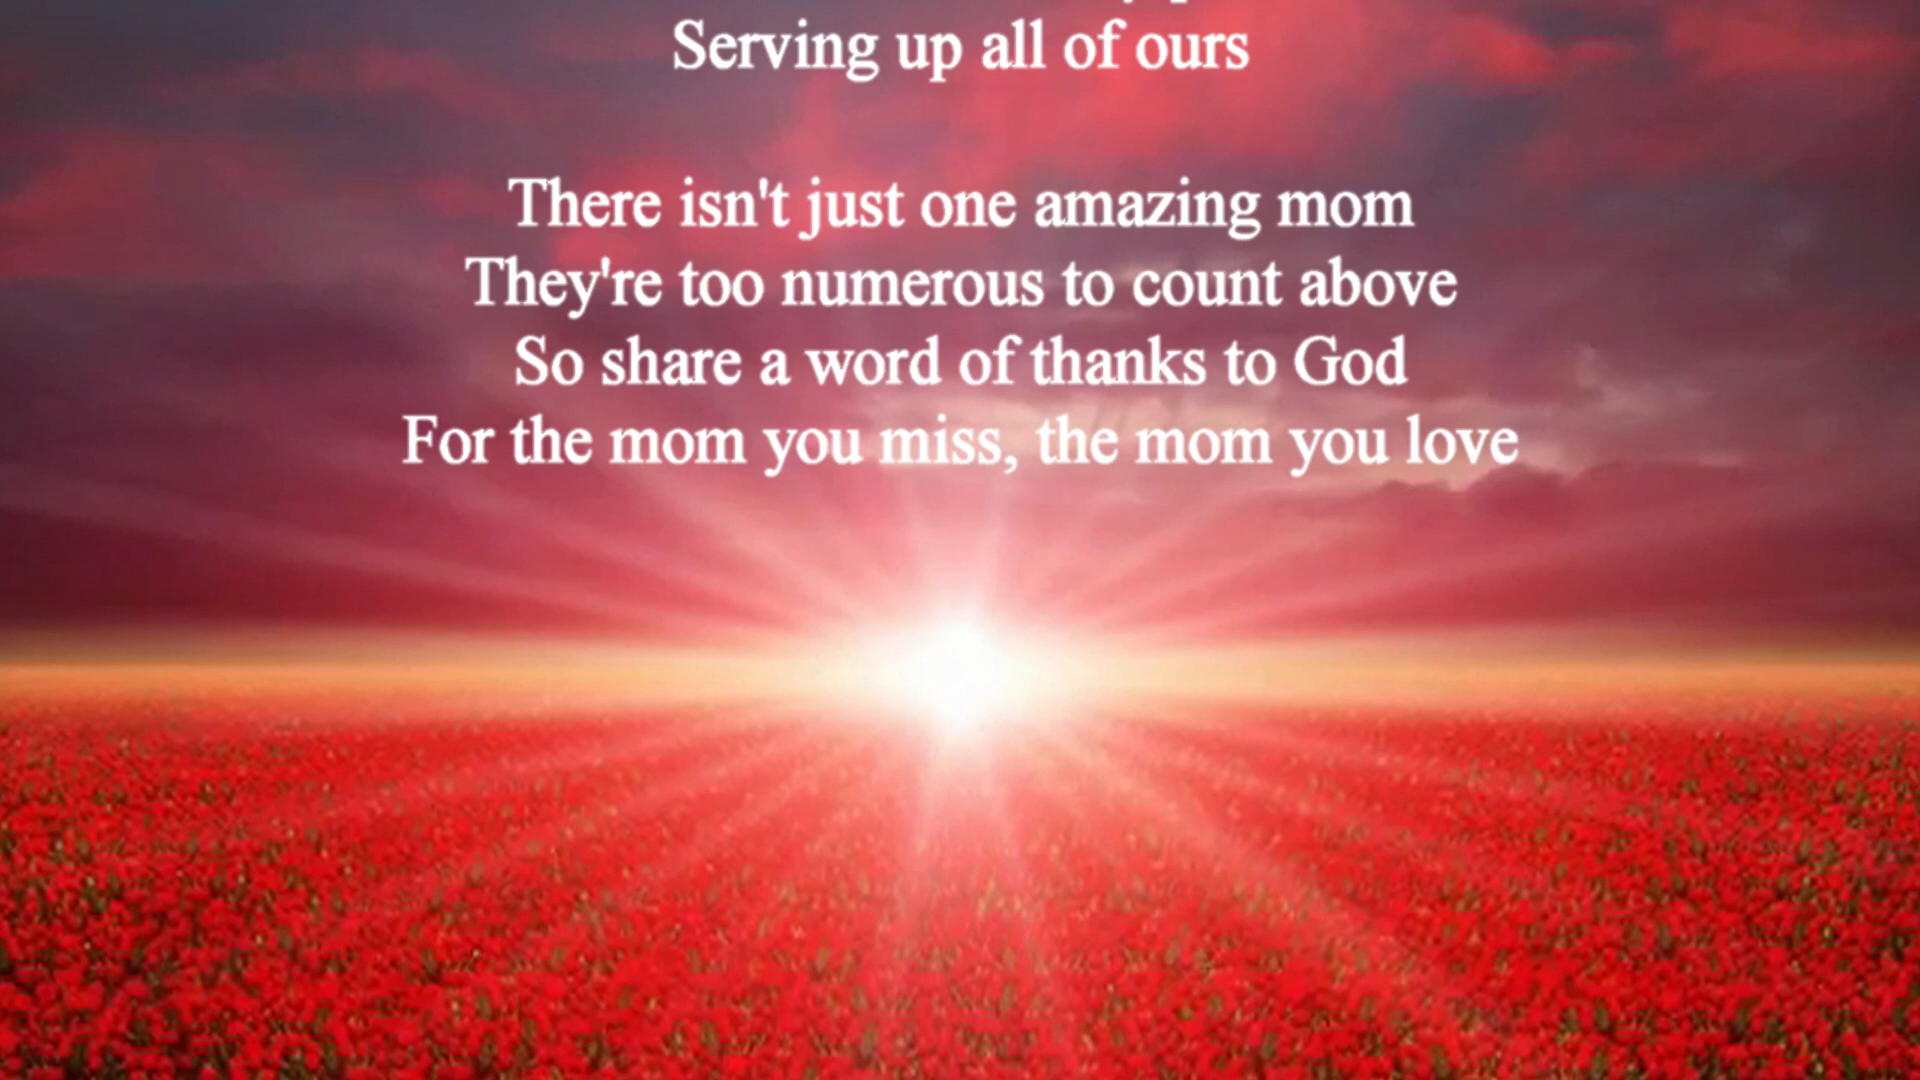 Serving up all of ours
There isn't just one amazing mom
They're too numerous to count above
So share a word of thanks to God
For the mom you miss, the mom you love